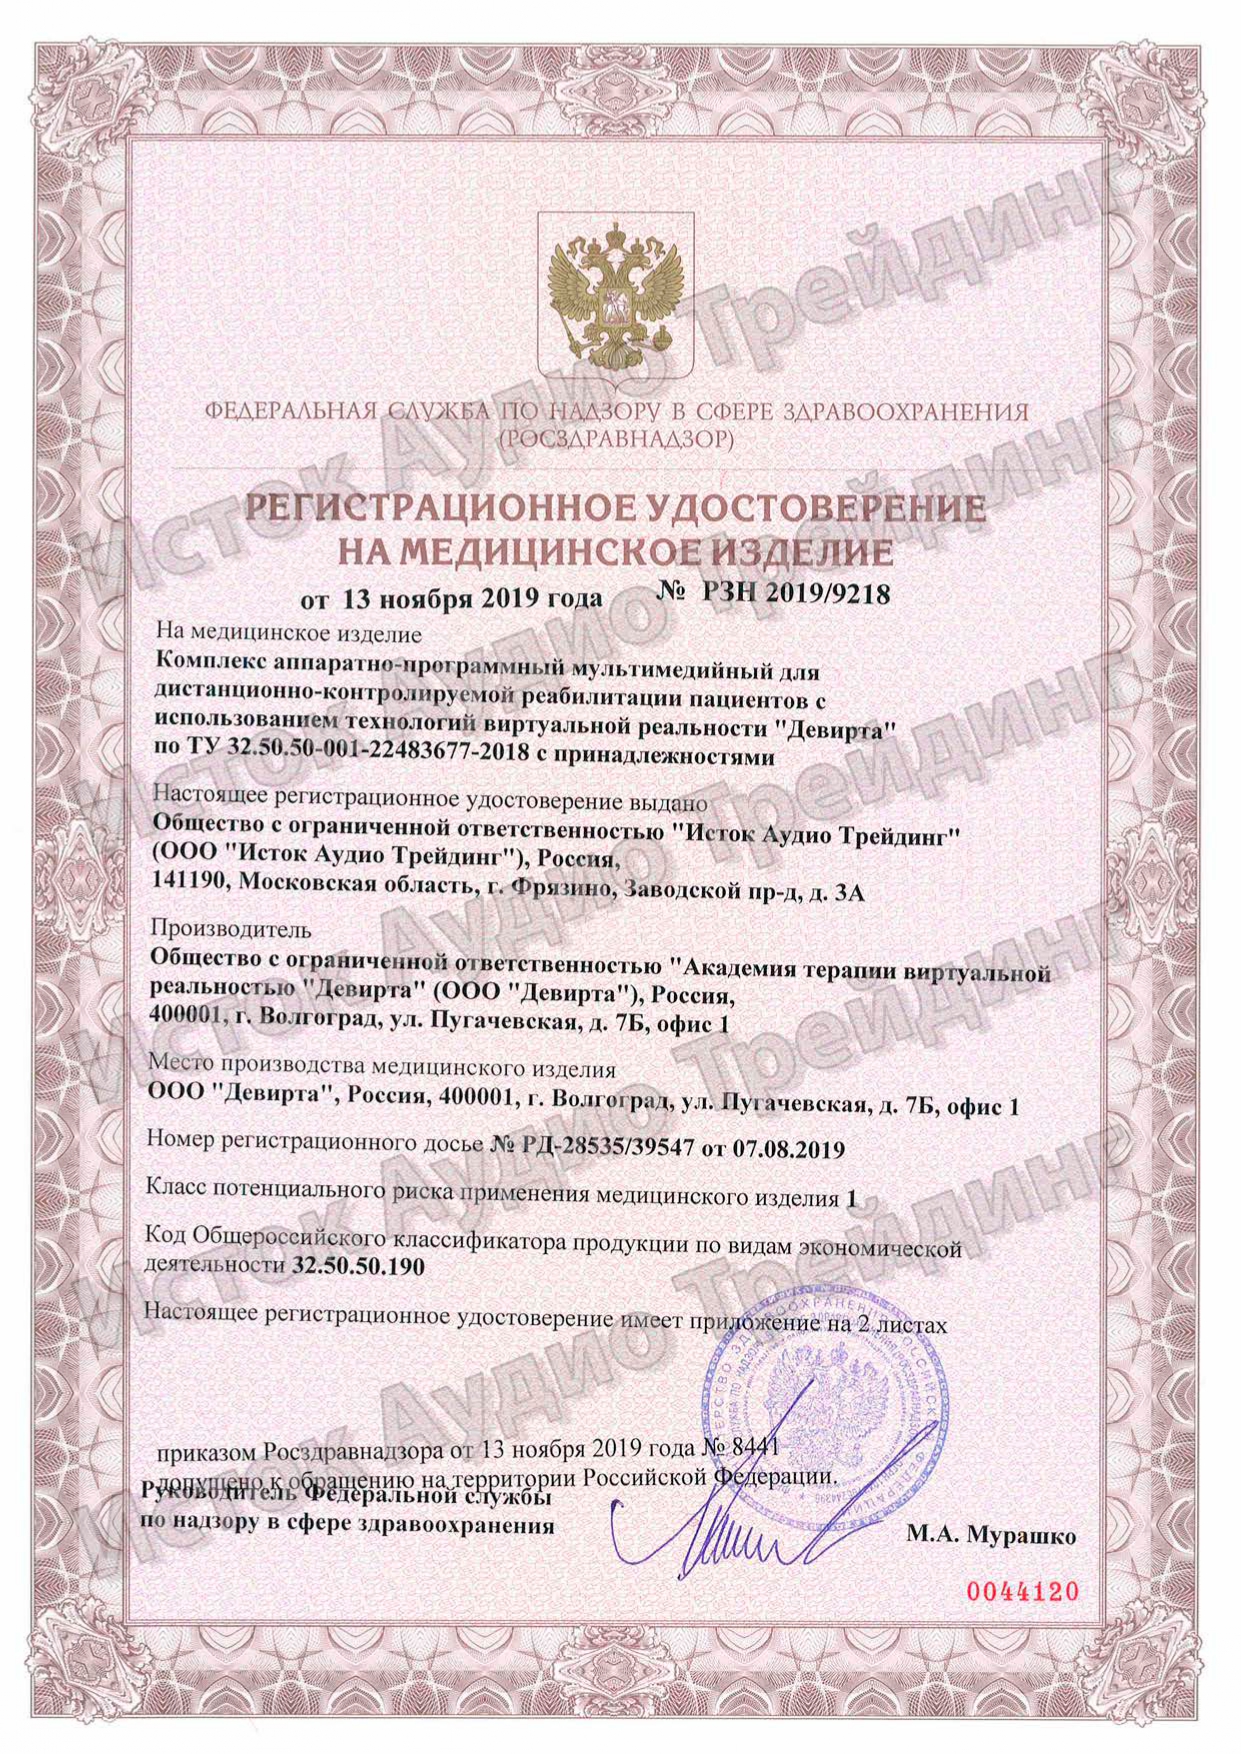 ФЕДЕРАЛЬНАЯ СЛУЖБА ПО НАДЗОРУ В СФЕРЕ ЗДРАВООХРАНЕНИЯ
(РОСЗДРАВНАДЗОР)
РЕГИСТРАЦИОННОЕ УДОСТОВЕРЕНИЕ
НА МЕДИЦИНСКОЕ ИЗДЕЛИЕ
от 13 ноября 2019 года № РЗН 2019/9218
На медицинское изделие
Комплекс аппаратно-программный мультимедийный для
дистанционно-контролируемой реабилитации пациентов с
использованием технологий виртуальной реальности "Девирта"
по ТУ 32.50.50-001-22483677-2018 с принадлежностями
Настоящее регистрационное удостоверение выдано
Общество с ограниченной ответственностью "Исток Аудио Трейдинг"
(ООО "Исток Аудио Трейдинг"), Россия,
141190, Московская область, г. Фрязино, Заводской пр-д, д. 3А
Производитель
Общество с ограниченной ответственностью "Академия терапии виртуальной
реальностью "Девирта" (ООО "Девирта"), Россия,
400001, г. Волгоград, ул. Пугачевская, д. 7Б, офис 1
Место производства медицинского изделия
ООО "Девирта", Россия, 400001, г. Волгоград, ул. Пугачевская, д. 7Б, офис 1
Номер регистрационного досье № РД-28535/39547 от 07.08.2019
Класс потенциального риска применения медицинского изделия 1
Код Общероссийского классификатора продукции по видам экономической
деятельности 32.50.50.190
Настоящее регистрационное удостоверение имеет приложение на 2 листах
приказом Росздравнадзора от 13 ноября 2019 года № 8441
допущено к обращению на территории Российской Федерации.
Руководитель Федеральной службы
по надзору в сфере здравоохранения
М.А. Мурашко
0044120
Исток Аудио Трейдинг
Исток Аудио Трейдинг
Исток Аудио Трейдинг
Исток Аудио Трейдинг
Исток Аудио Трейдинг